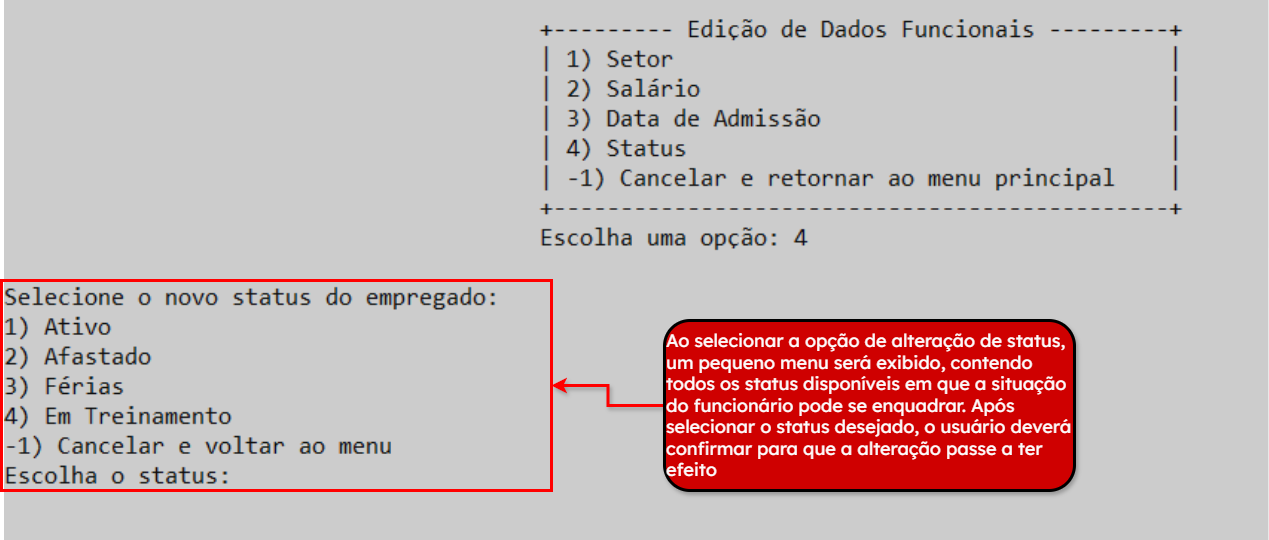 +--------- Edição de Dados Funcionais ---------+
| 1) Setor |
| 2) Salário |
| 3) Data de Admissão |
| 4) Status |
| -1) Cancelar e retornar ao menu principal |
+----------------------------------------------+
Escolha uma opção: 4
Selecione o novo status do empregado:
1) Ativo
2) Afastado
3) Férias
4) Em Treinamento
-1) Cancelar e voltar ao menu
Escolha o status:
Ao selecionar a opção de alteração de status,
um pequeno menu será exibido, contendo
todos os status disponíveis em que a situação
do funcionário pode se enquadrar. Após
selecionar o status desejado, o usuário deverá
confirmar para que a alteração passe a ter
efeito